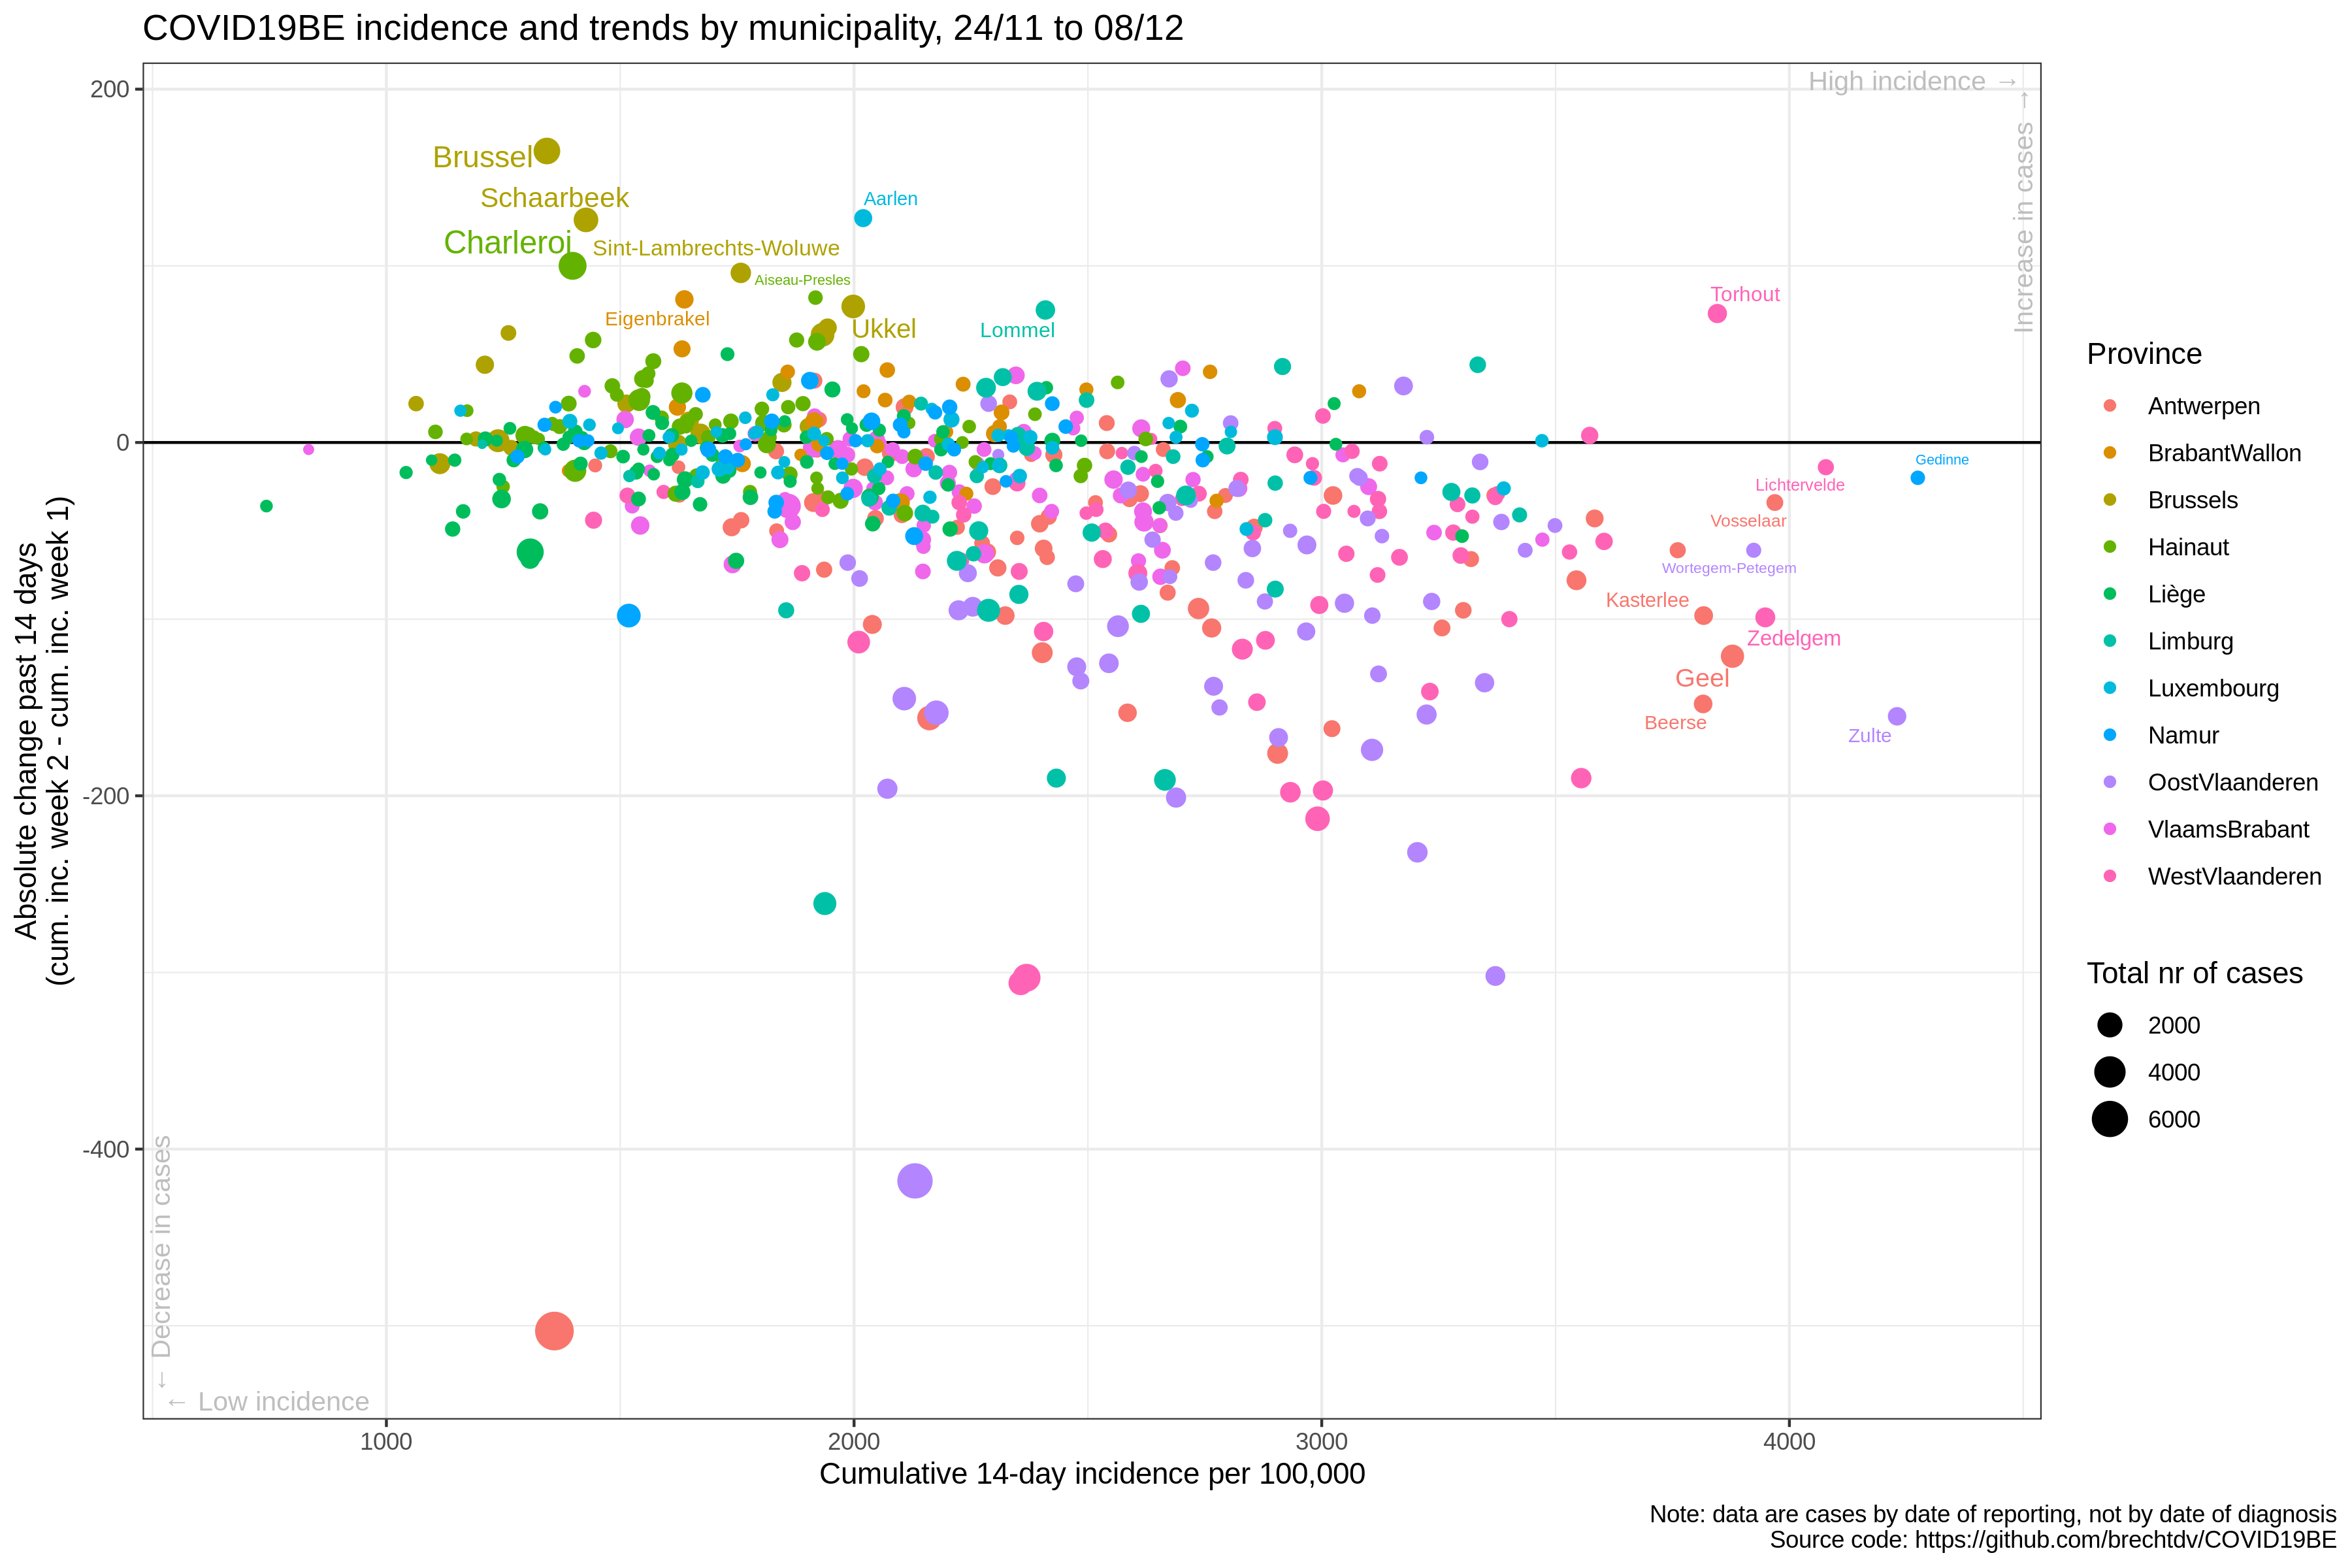 COVID19BE incidence and trends by municipality, 24/11 to 08/12
200
High incidence →
Increase in cases →
Brussel
Schaarbeek
Aarlen
Charleroi
Sint-Lambrechts-Woluwe
Aiseau-Presles
Eigenbrakel
Ukkel
Lommel
Torhout
0
Gedinne
Lichtervelde
Vosselaar
Wortegem-Petegem
Kasterlee
Zedelgem
Geel
Beerse
Zulte
-200
-400
← Decrease in cases
← Low incidence
Absolute change past 14 days
(cum. inc. week 2 - cum. inc. week 1)
1000
2000
3000
4000
Cumulative 14-day incidence per 100,000
Province
Antwerpen
BrabantWallon
Brussels
Hainaut
Liège
Limburg
Luxembourg
Namur
OostVlaanderen
VlaamsBrabant
WestVlaanderen
Total nr of cases
2000
4000
6000
Note: data are cases by date of reporting, not by date of diagnosis
Source code: https://github.com/brechtdv/COVID19BE